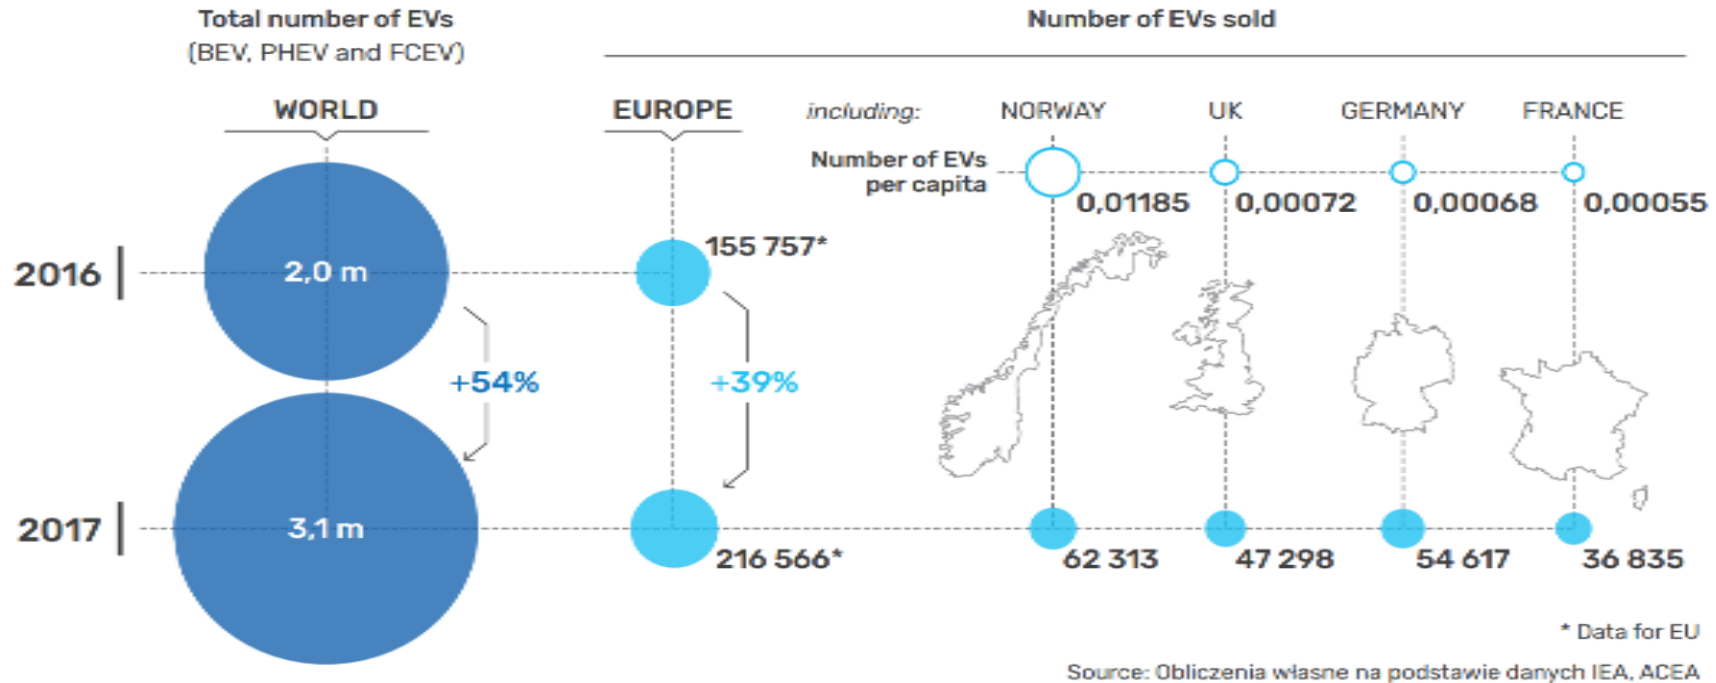 Total number of EVs
(BEV, PHEV and FCEV)
Number of EVs sold
WORLD
EUROPE
including:
NORWAY
UK
GERMANY
FRANCE
Number of EVs
per capita
0,01185
0,00072
0,00068
0,00055
2016
2,0 m
155 757*
+54%
+39%
2017
3,1 m
216 566*
62 313
47 298
54 617
36 835
* Data for EU
Source: Obliczenia własne na podstawie danych IEA, ACEA